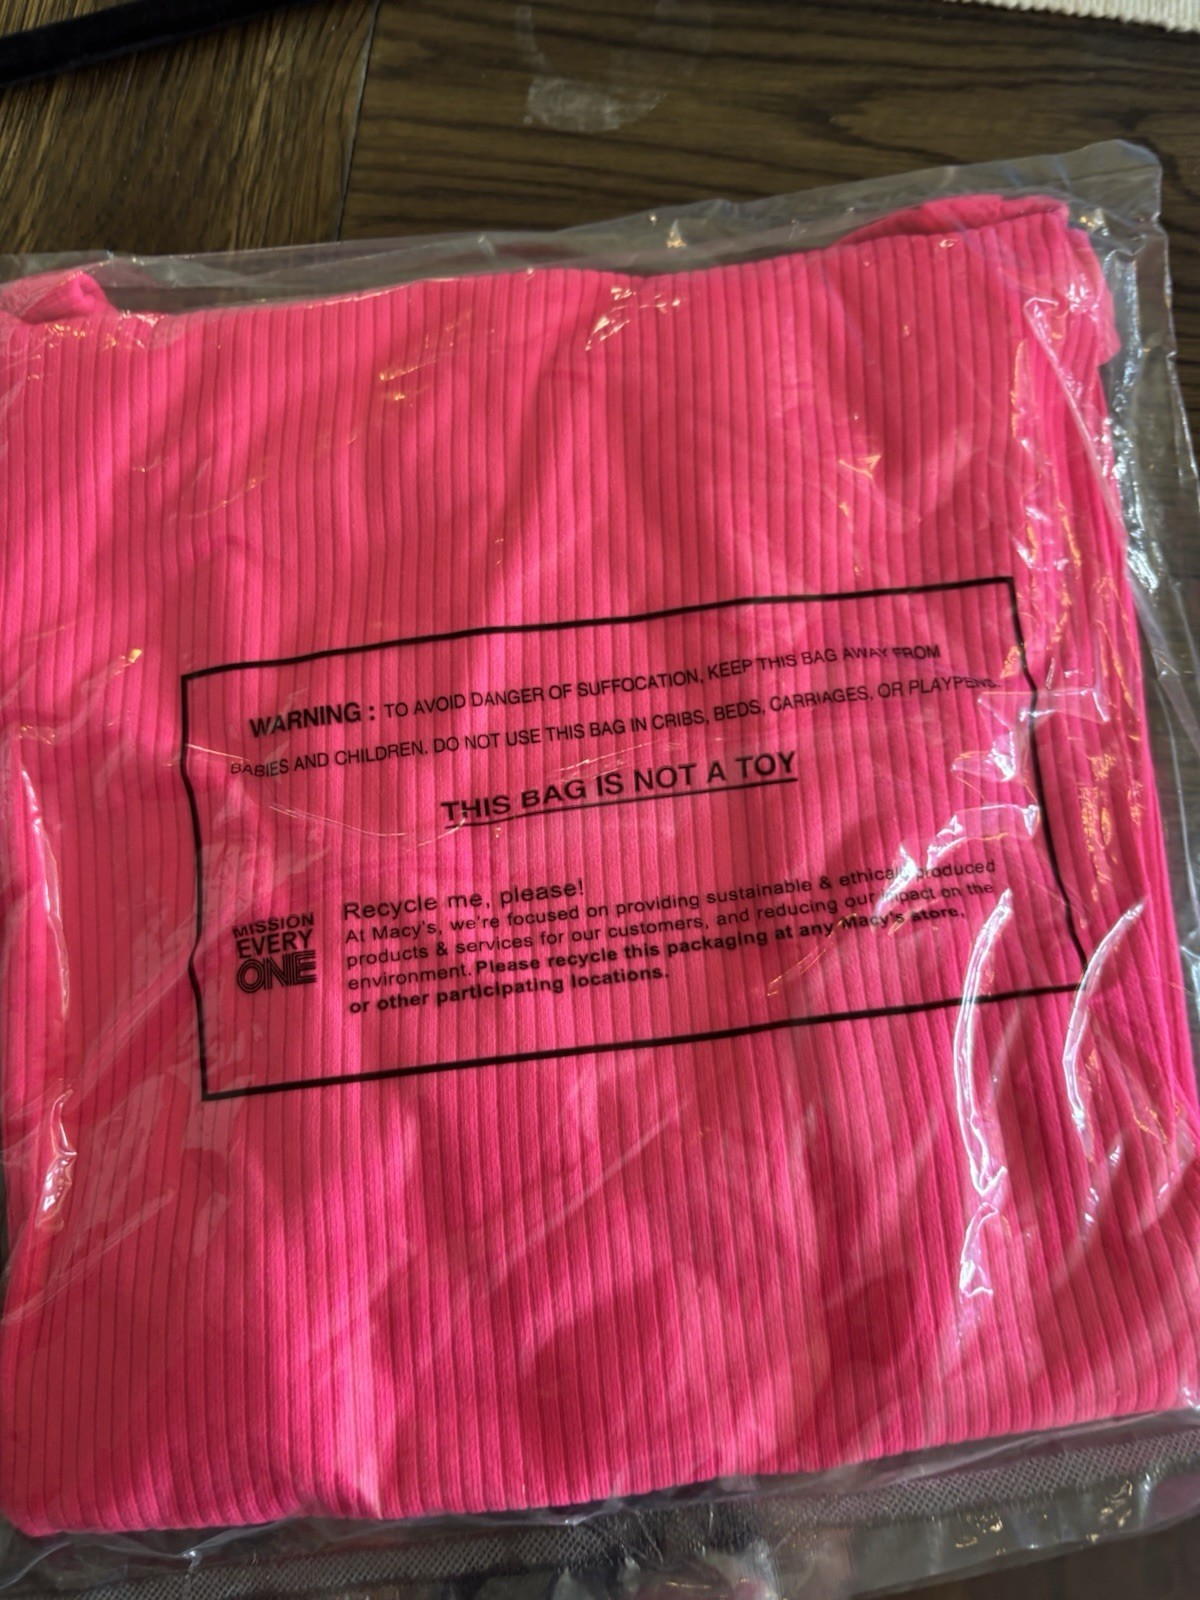 WARNING : TO AVOID DANGER OF SUFFOCATION, KEEP THIS BAG AWAY FROM
BABIES AND CHILDREN. DO NOT USE THIS BAG IN CRIBS, BEDS, CARRIAGES, OR PLAYPENS.
THIS BAG IS NOT A TOY
MISSION
EVERY
ONE
Recycle me, please!
At Macy's, we're focused on providing sustainable & ethically produced
products & services for our customers, and reducing our impact on the
environment. Please recycle this packaging at any Macy's store,
or other participating locations.